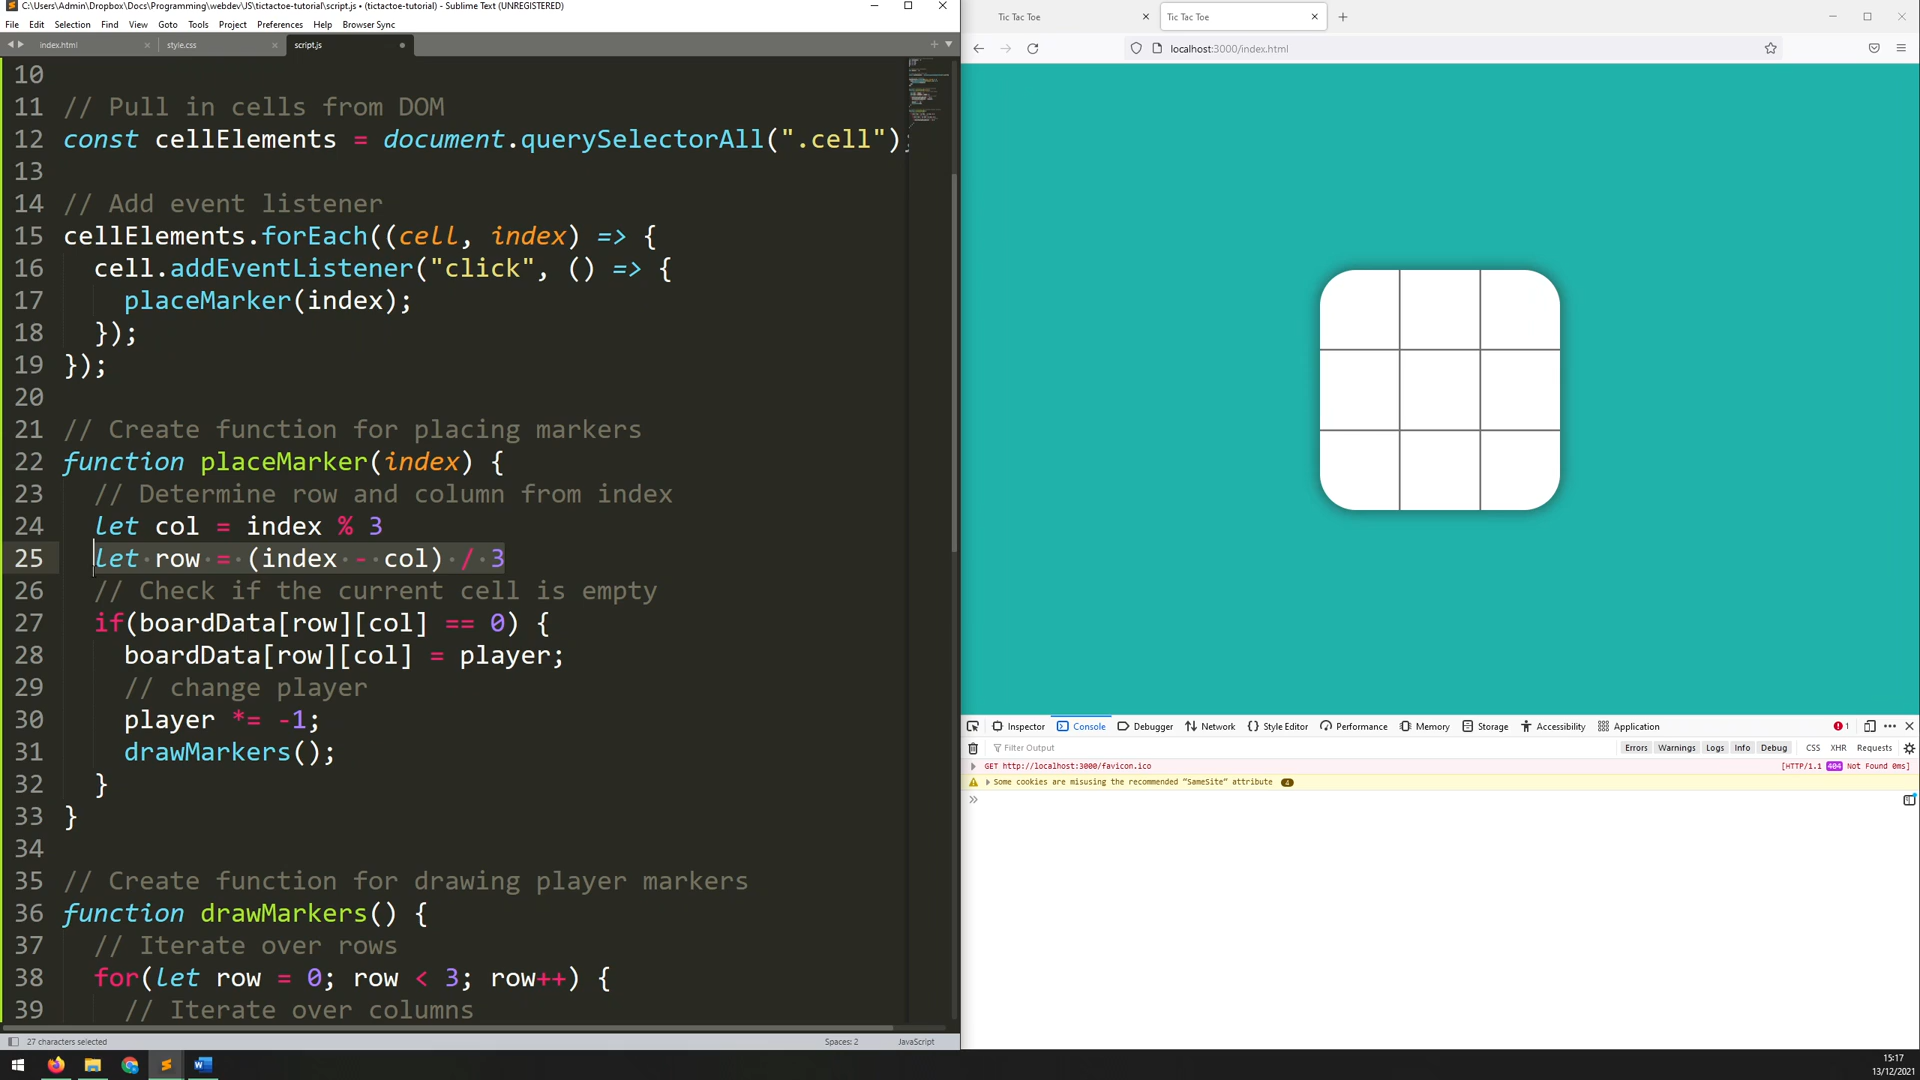 C:\Users\Admin\Dropbox\Docs\Programming\webdev\JS\tictactoe-tutorial\script.js • (tictactoe-tutorial) - Sublime Text (UNREGISTERED)
File Edit Selection Find View Goto Tools Project Preferences Help Browser Sync
index.html style.css script.js
10
11 // Pull in cells from DOM
12 const cellElements = document.querySelectorAll(".cell");
13
14 // Add event listener
15 cellElements.forEach((cell, index) => {
16 cell.addEventListener("click", () => {
17 placeMarker(index);
18 });
19 });
20
21 // Create function for placing markers
22 function placeMarker(index) {
23 // Determine row and column from index
24 let col = index % 3
25 let row = (index - col) / 3
26 // Check if the current cell is empty
27 if(boardData[row][col] == 0) {
28 boardData[row][col] = player;
29 // change player
30 player *= -1;
31 drawMarkers();
32 }
33 }
34
35 // Create function for drawing player markers
36 function drawMarkers() {
37 // Iterate over rows
38 for(let row = 0; row < 3; row++) {
39 // Iterate over columns
27 characters selected Spaces: 2 JavaScript
Tic Tac Toe Tic Tac Toe
localhost:3000/index.html
Inspector Console Debugger Network Style Editor Performance Memory Storage Accessibility Application 1
Filter Output Errors Warnings Logs Info Debug CSS XHR Requests
GET http://localhost:3000/favicon.ico [HTTP/1.1 404 Not Found 0ms]
Some cookies are misusing the recommended “SameSite” attribute 4
15:17
13/12/2021